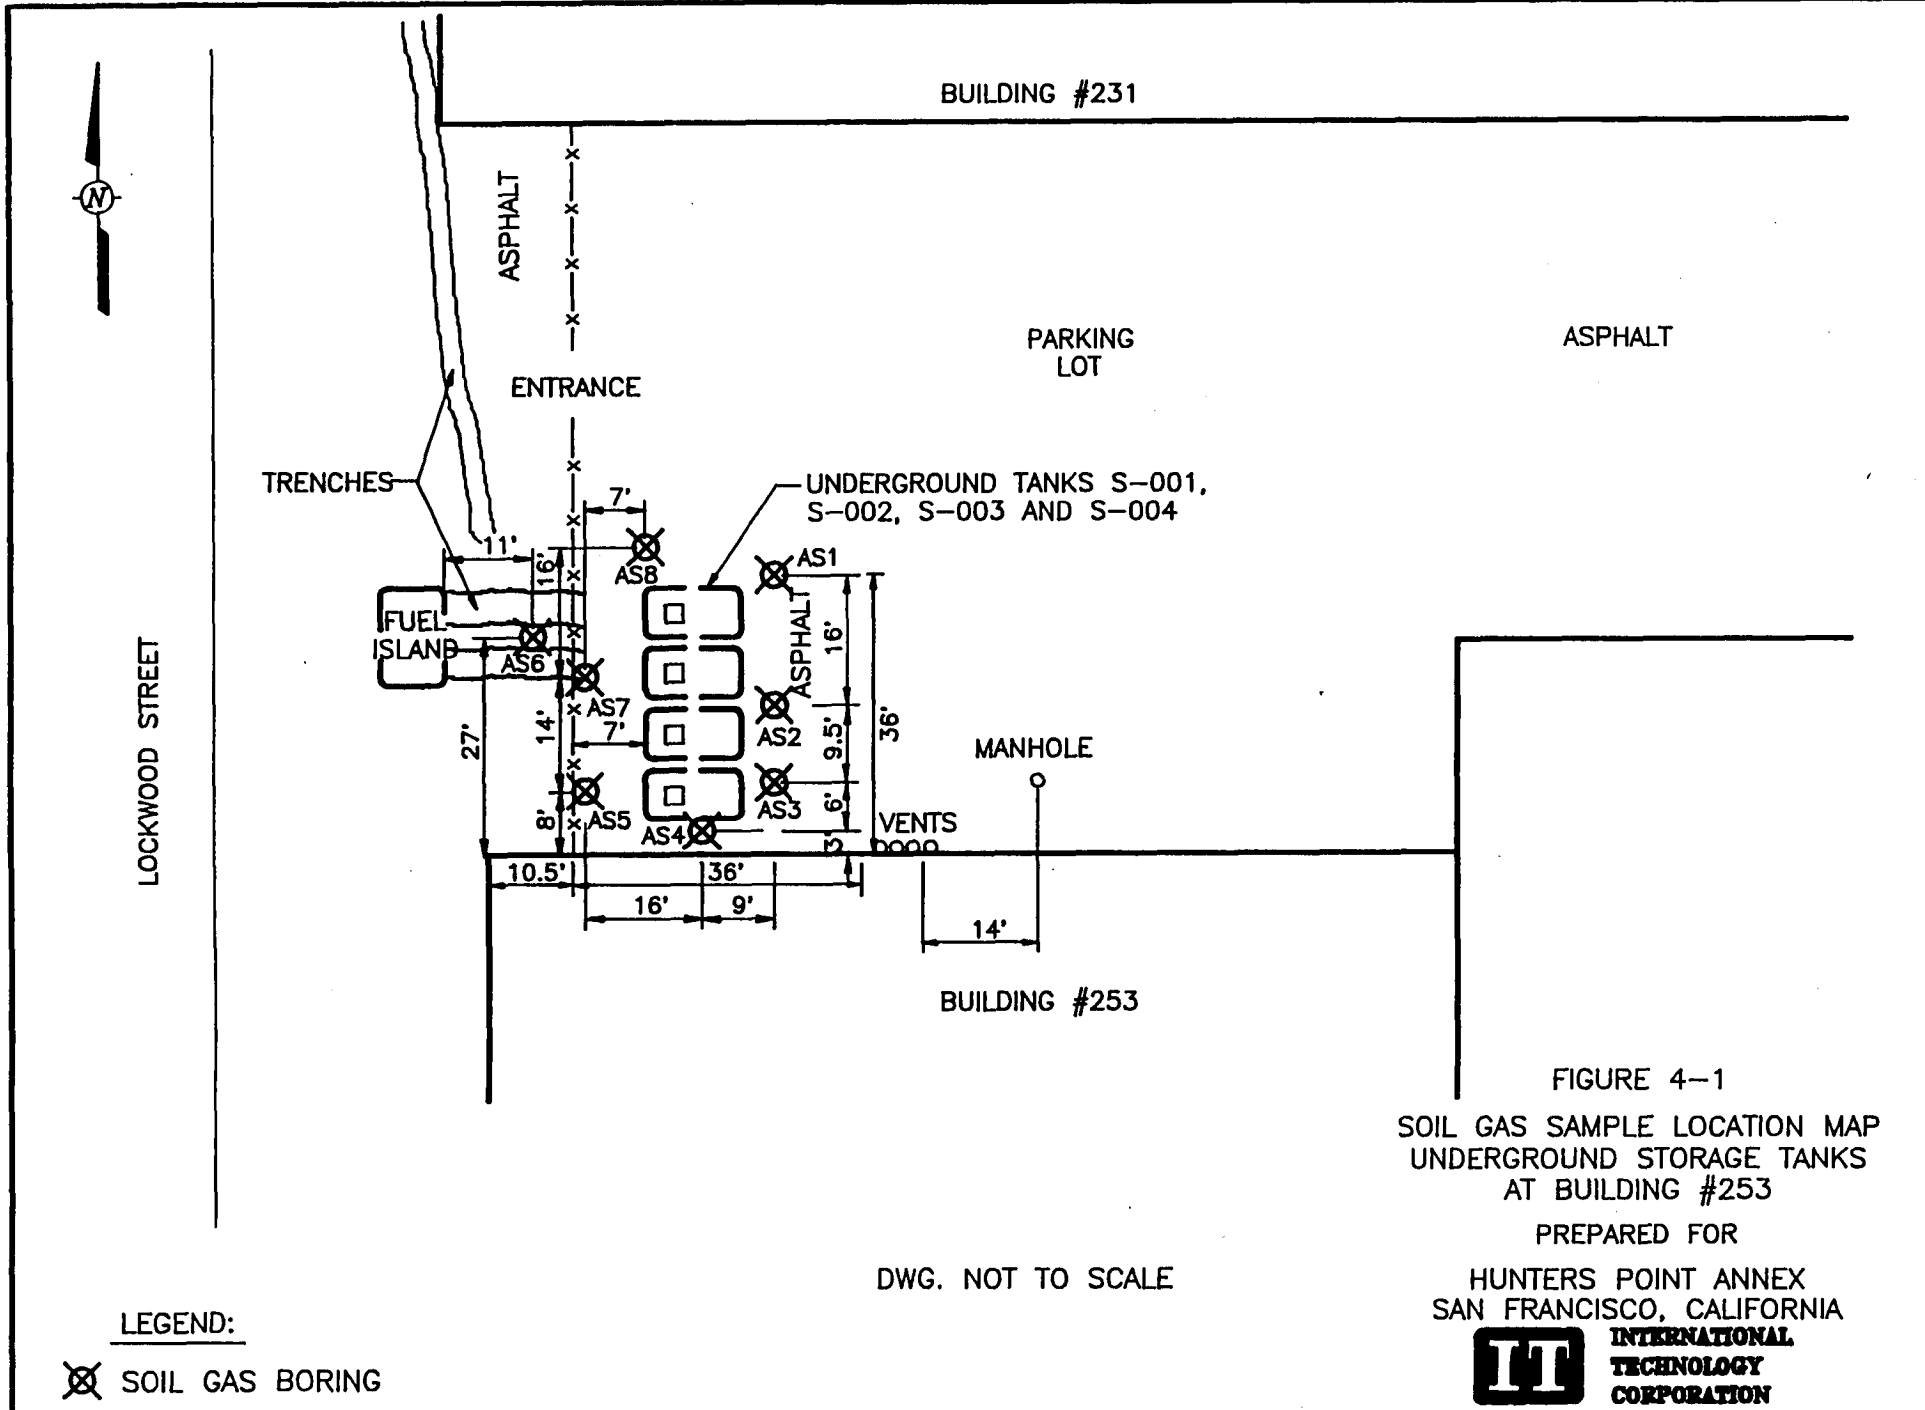 BUILDING #231
N
ASPHALT
PARKING
LOT
ASPHALT
ENTRANCE
TRENCHES
7'
UNDERGROUND TANKS S-001,
S-002, S-003 AND S-004
11'
16'
AS8
AS1
FUEL
ISLAND
AS6
ASPHALT
16'
LOCKWOOD STREET
AS7
7'
27'
14'
AS2
9.5'
36'
MANHOLE
8'
AS5
AS4
AS3
6'
3'
VENTS
10.5'
36'
16'
9'
14'
BUILDING #253
FIGURE 4-1
SOIL GAS SAMPLE LOCATION MAP
UNDERGROUND STORAGE TANKS
AT BUILDING #253
PREPARED FOR
HUNTERS POINT ANNEX
SAN FRANCISCO, CALIFORNIA
DWG. NOT TO SCALE
LEGEND:
SOIL GAS BORING
IT
INTERNATIONAL
TECHNOLOGY
CORPORATION